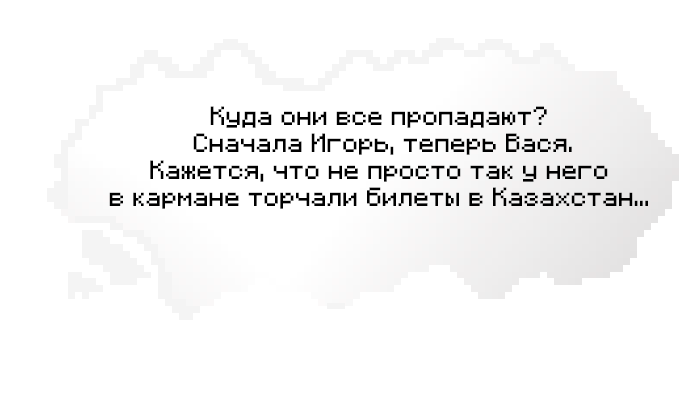 Куда они все пропадают?
Сначала Игорь, теперь Вася.
Кажется, что не просто так у него
в кармане торчали билеты в Казахстан...